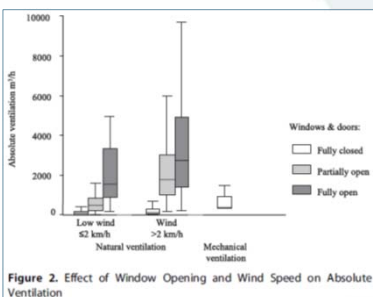 10000
8000
6000
4000
2000
0
Absolute ventilation m³/h
Low wind
≤2 km/h
Wind
>2 km/h
Natural ventilation
Mechanical
ventilation
Windows & doors:
Fully closed
Partially open
Fully open
Figure 2. Effect of Window Opening and Wind Speed on Absolute
Ventilation